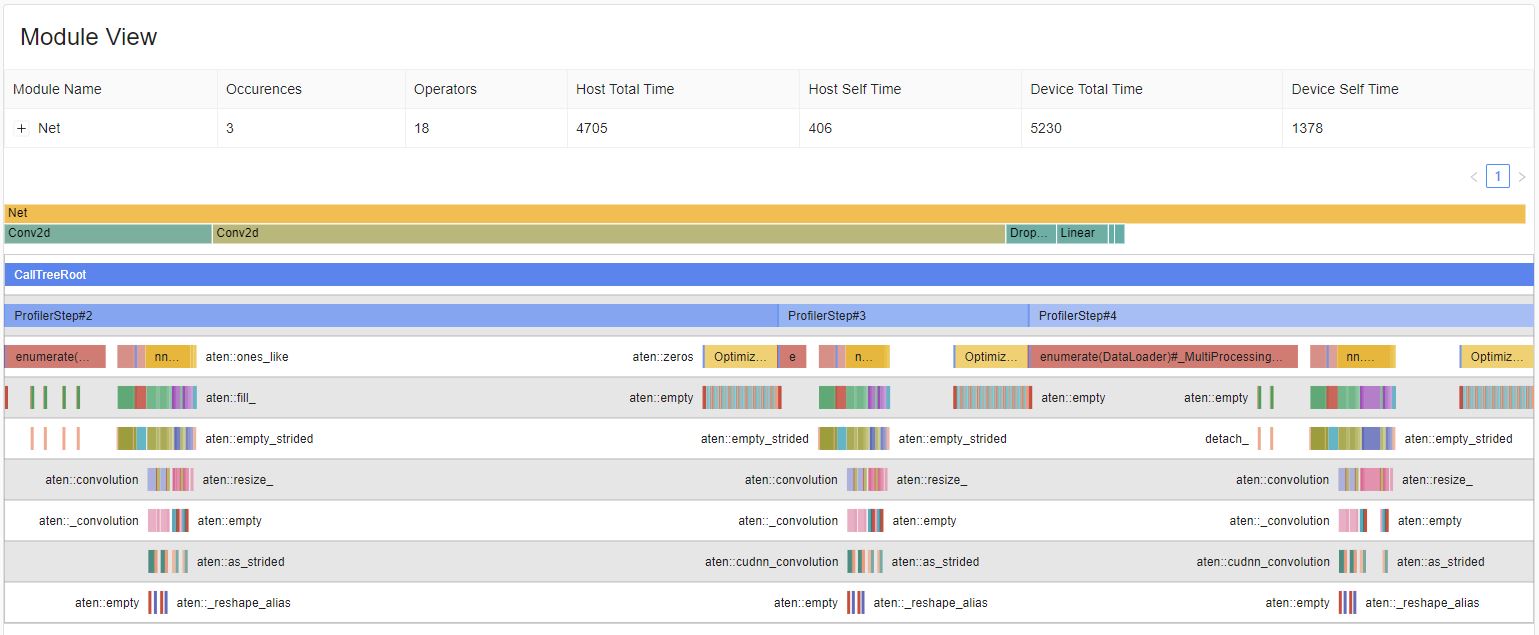 Module View
Module Name Occurences Operators Host Total Time Host Self Time Device Total Time Device Self Time
+ Net 3 18 4705 406 5230 1378
< 1 >
Net
Conv2d Conv2d Drop... Linear
CallTreeRoot
ProfilerStep#2 ProfilerStep#3 ProfilerStep#4
enumerate(... nn... aten::ones_like aten::zeros Optimiz... e n... Optimiz... enumerate(DataLoader)#_MultiProcessing... nn.... Optimiz...
aten::fill_ aten::empty aten::empty aten::empty
aten::empty_strided aten::empty_strided aten::empty_strided detach_ aten::empty_strided
aten::convolution aten::resize_ aten::convolution aten::resize_ aten::convolution aten::resize_
aten::_convolution aten::empty aten::_convolution aten::empty aten::_convolution aten::empty
aten::as_strided aten::cudnn_convolution aten::as_strided aten::cudnn_convolution aten::as_strided
aten::empty aten::_reshape_alias aten::empty aten::_reshape_alias aten::empty aten::_reshape_alias